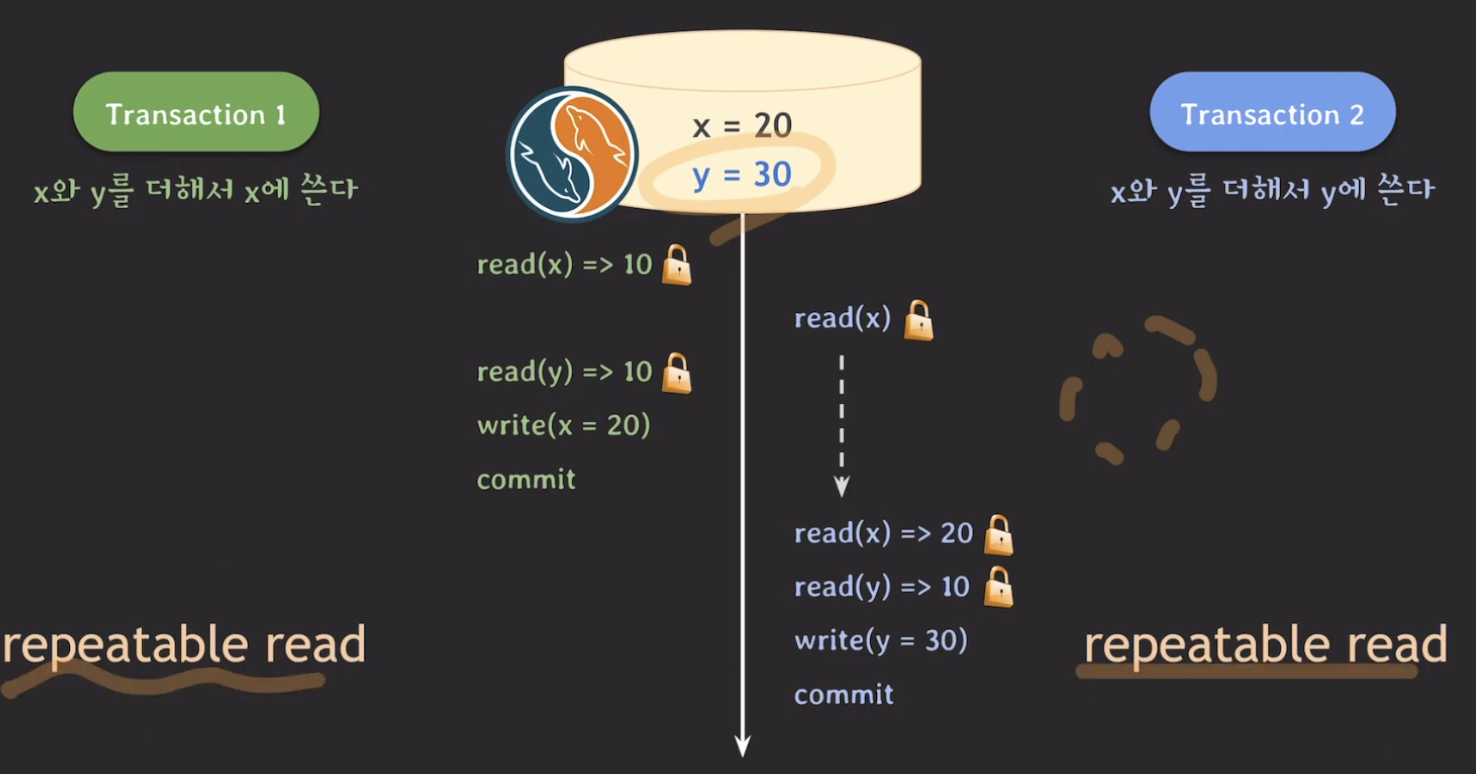 Transaction 1
x와 y를 더해서 x에 쓴다
x = 20
y = 30
Transaction 2
x와 y를 더해서 y에 쓴다
read(x) => 10
read(x)
read(y) => 10
write(x = 20)
commit
read(x) => 20
read(y) => 10
write(y = 30)
commit
repeatable read
repeatable read